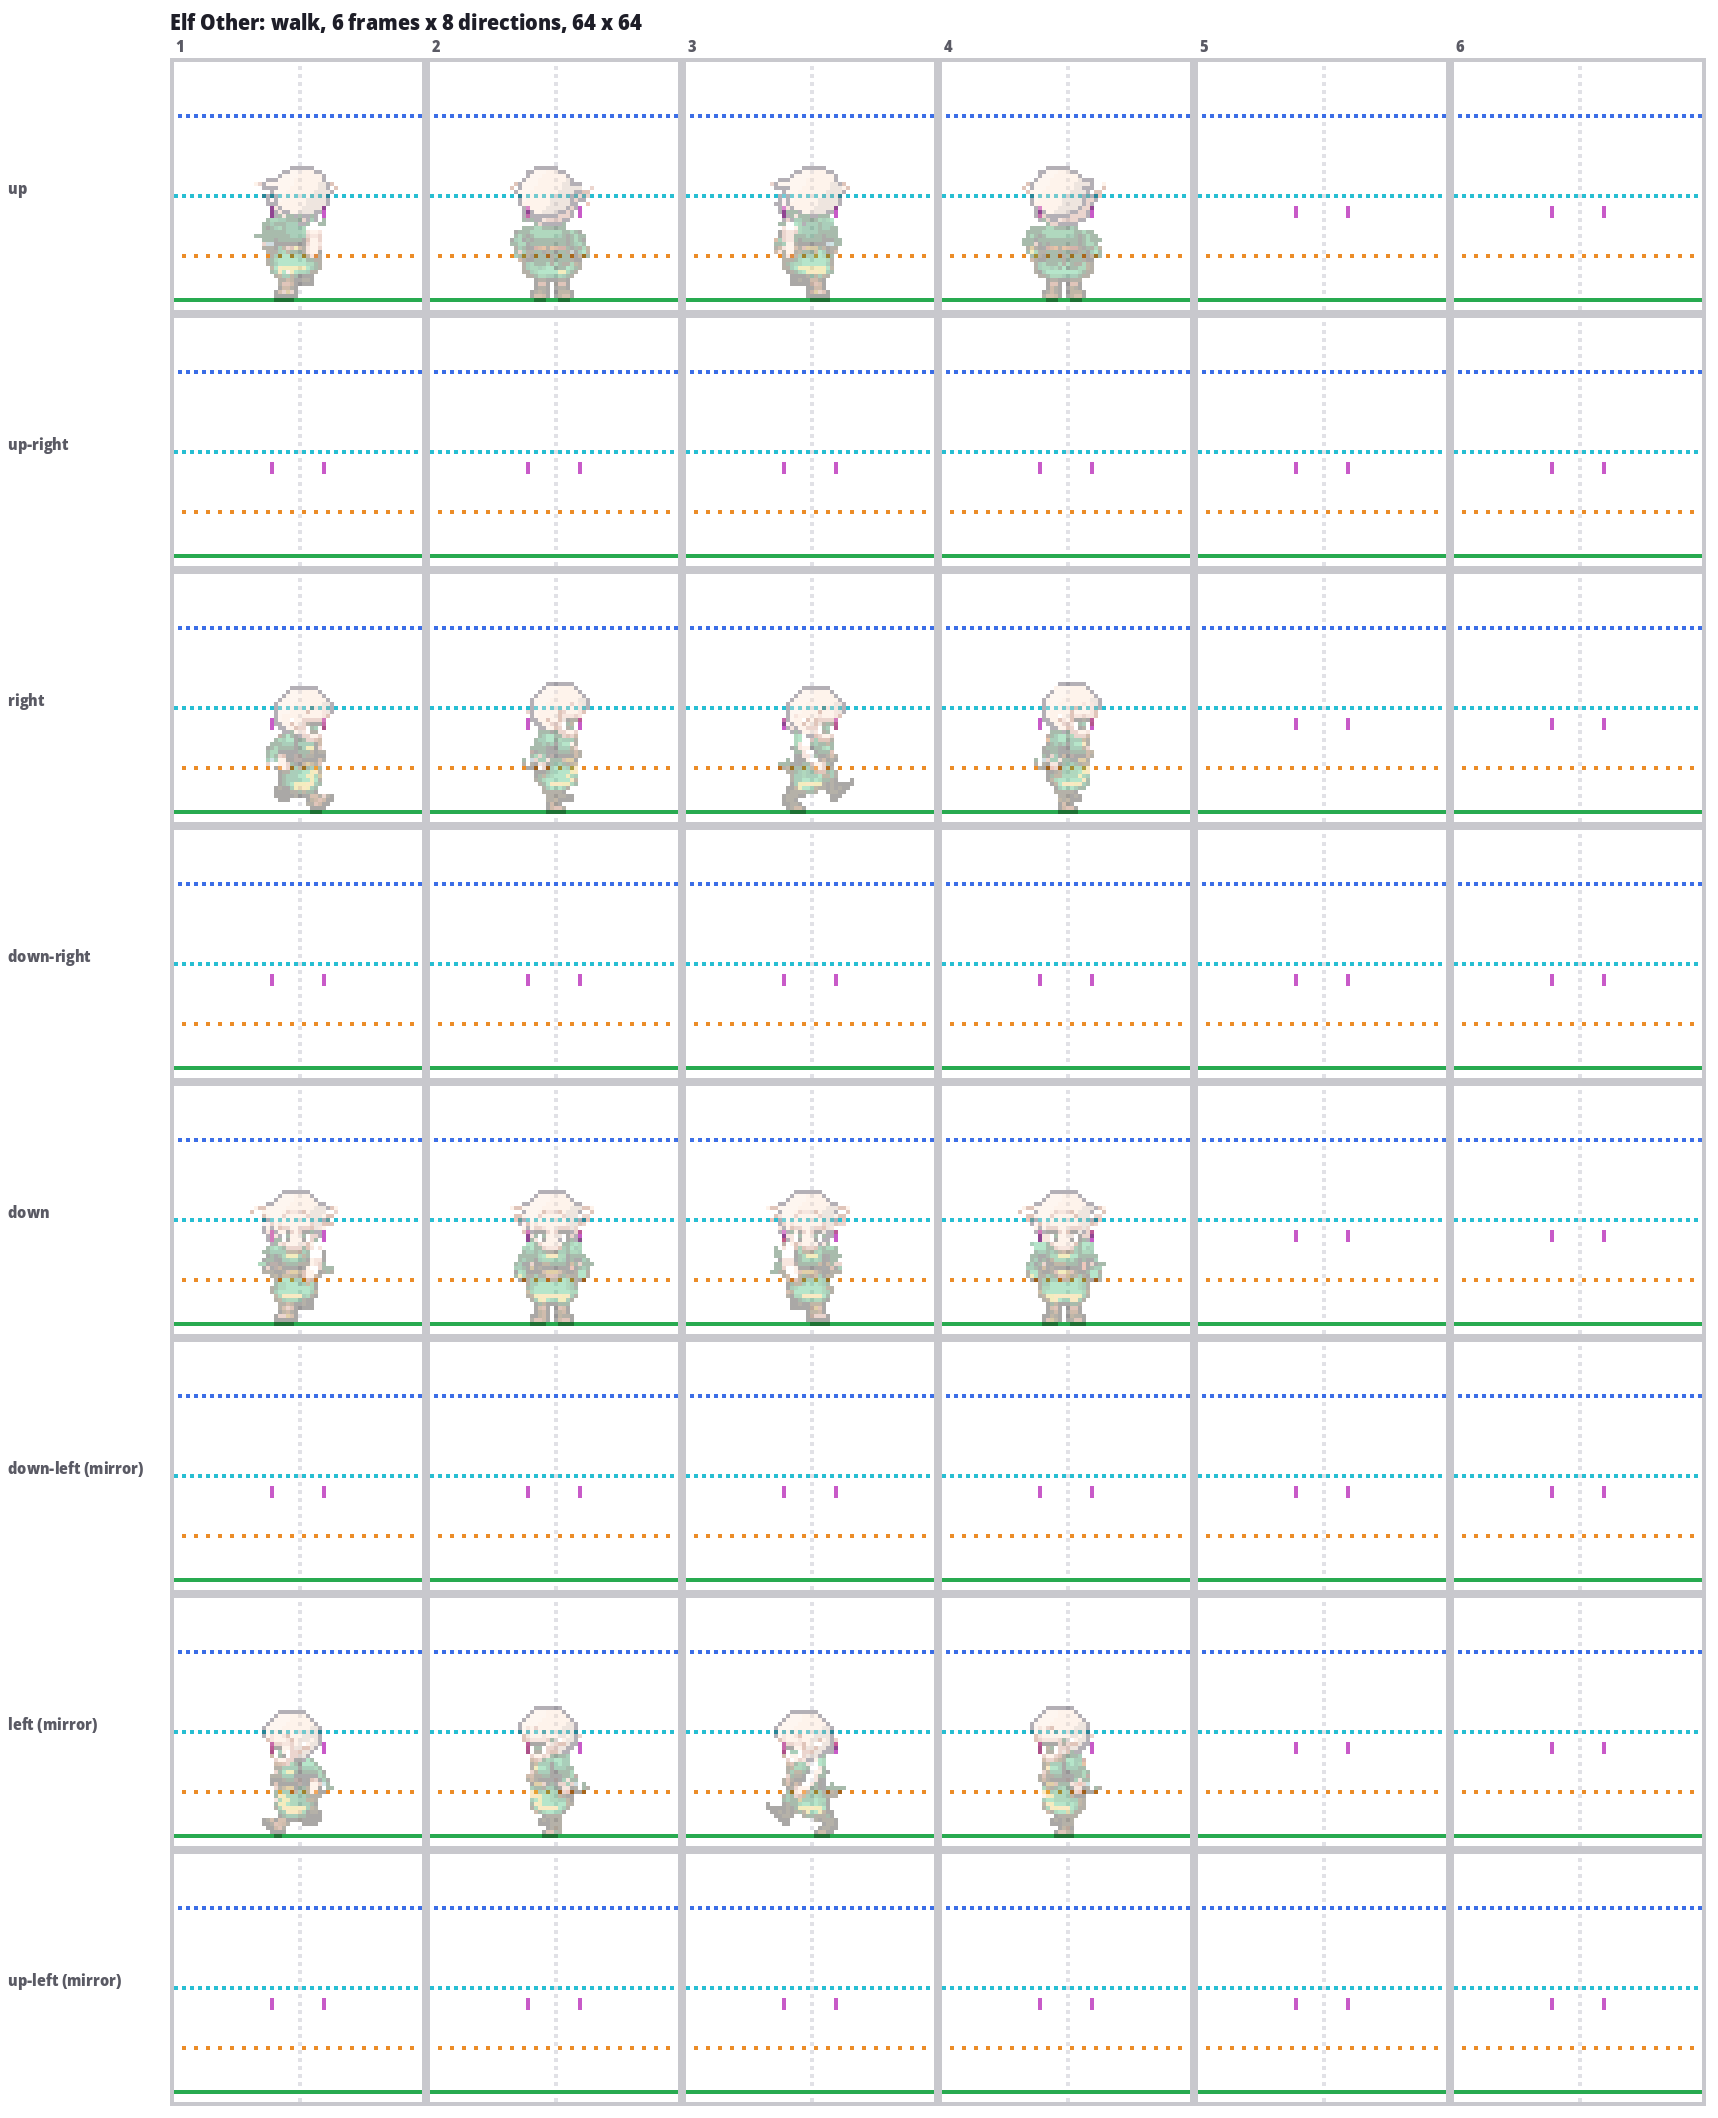 Elf Other: walk, 6 frames x 8 directions, 64 x 64
1 2 3 4 5 6
up
up-right
right
down-right
down
down-left (mirror)
left (mirror)
up-left (mirror)